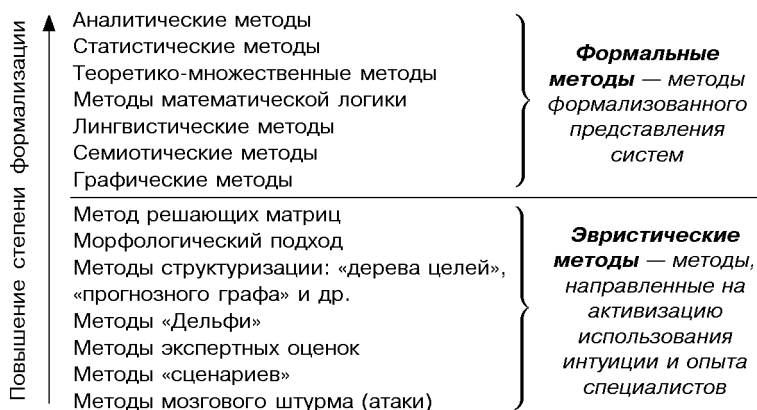 Повышение степени формализации
Аналитические методы
Статистические методы
Теоретико-множественные методы
Методы математической логики
Лингвистические методы
Семиотические методы
Графические методы
Формальные
методы — методы
формализованного
представления
систем
Метод решающих матриц
Морфологический подход
Методы структуризации: «дерева целей»,
«прогнозного графа» и др.
Методы «Дельфи»
Методы экспертных оценок
Методы «сценариев»
Методы мозгового штурма (атаки)
Эвристические
методы — методы,
направленные на
активизацию
использования
интуиции и опыта
специалистов